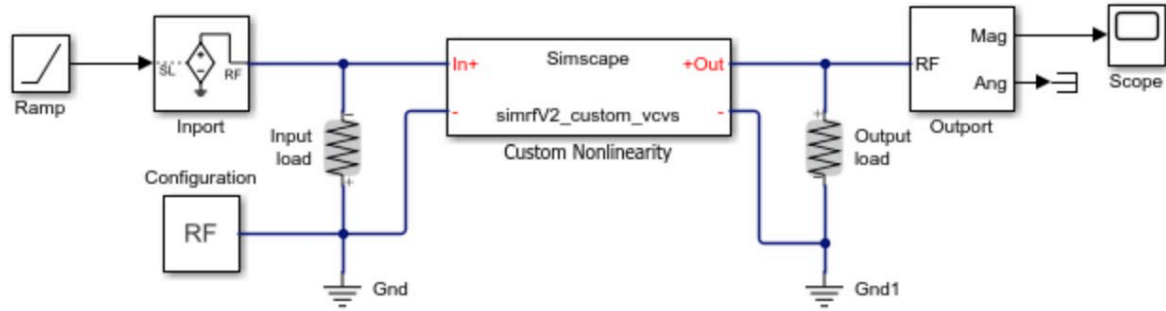 Ramp
SL
RF
Inport
Input
load
Configuration
RF
Gnd
In+
-
Simscape
simrfV2_custom_vcvs
+Out
-
Custom Nonlinearity
Output
load
Gnd1
RF
Mag
Ang
Outport
Scope